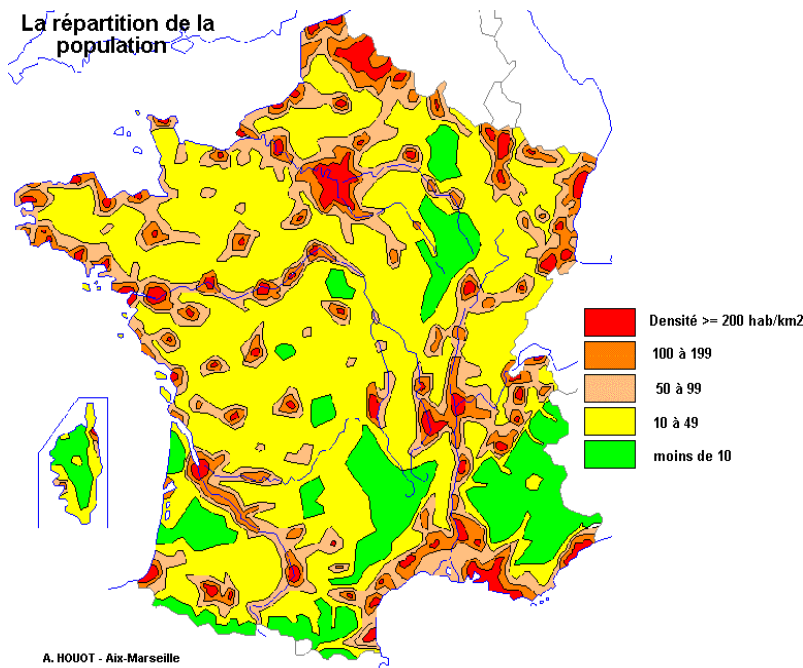 La répartition de la
population
Densité >= 200 hab/km2
100 à 199
50 à 99
10 à 49
moins de 10
A. HOUOT - Aix-Marseille